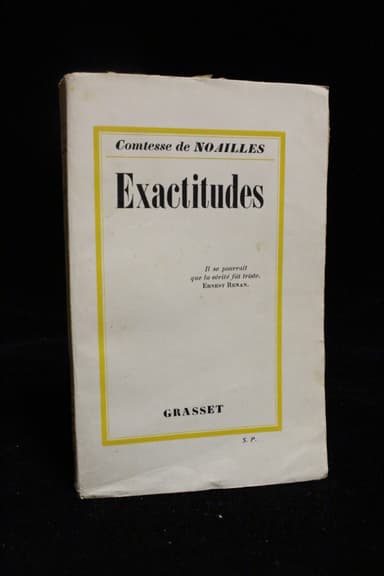 Comtesse de NOAILLES
Exactitudes
Il se pourrait
que la vérité fût triste.
ERNEST RENAN.
GRASSET
S. P.